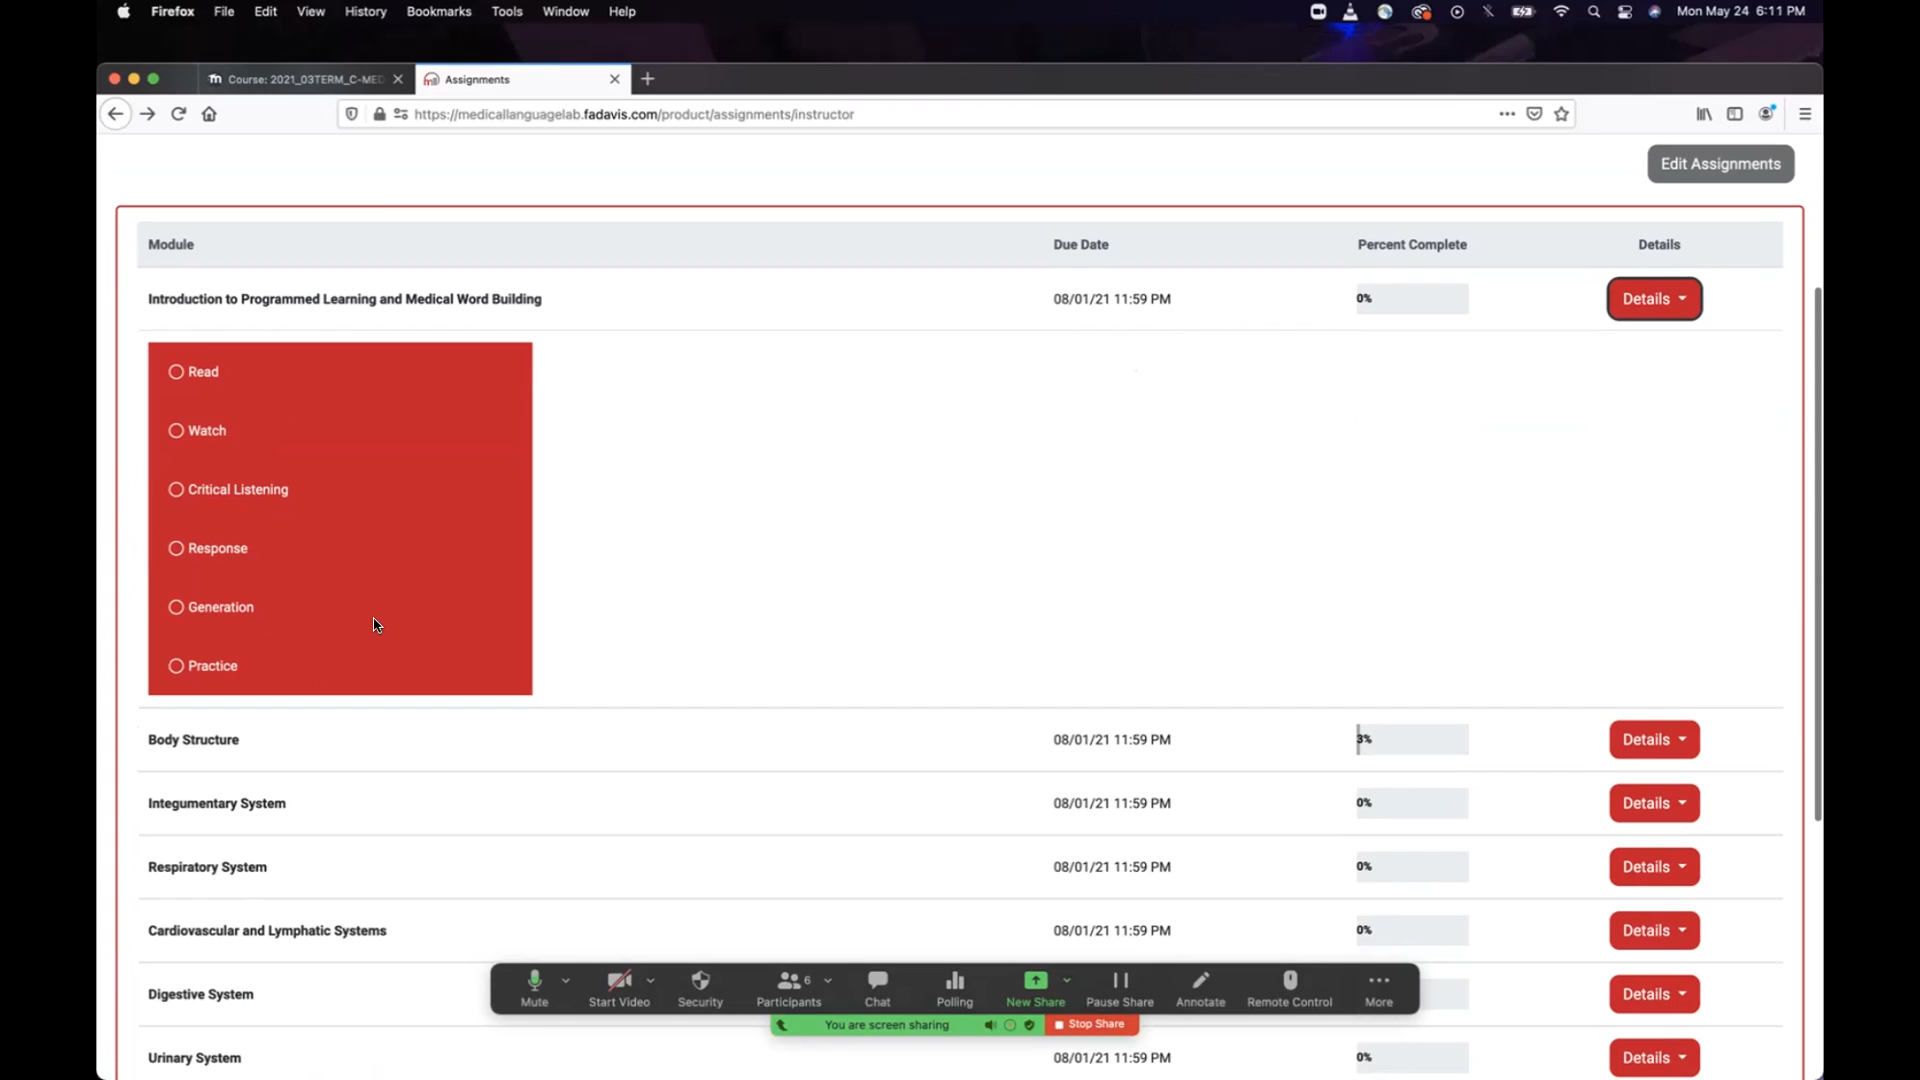 Firefox File Edit View History Bookmarks Tools Window Help Mon May 24 6:11 PM
Course: 2021_03TERM_C-MED Assignments
https://medicallanguagelab.fadavis.com/product/assignments/instructor
Edit Assignments
Module Due Date Percent Complete Details
Introduction to Programmed Learning and Medical Word Building 08/01/21 11:59 PM 0% Details
Read
Watch
Critical Listening
Response
Generation
Practice
Body Structure 08/01/21 11:59 PM 3% Details
Integumentary System 08/01/21 11:59 PM 0% Details
Respiratory System 08/01/21 11:59 PM 0% Details
Cardiovascular and Lymphatic Systems 08/01/21 11:59 PM 0% Details
Digestive System Details
6
Mute Start Video Security Participants Chat Polling New Share Pause Share Annotate Remote Control More
You are screen sharing Stop Share
Urinary System 08/01/21 11:59 PM 0% Details